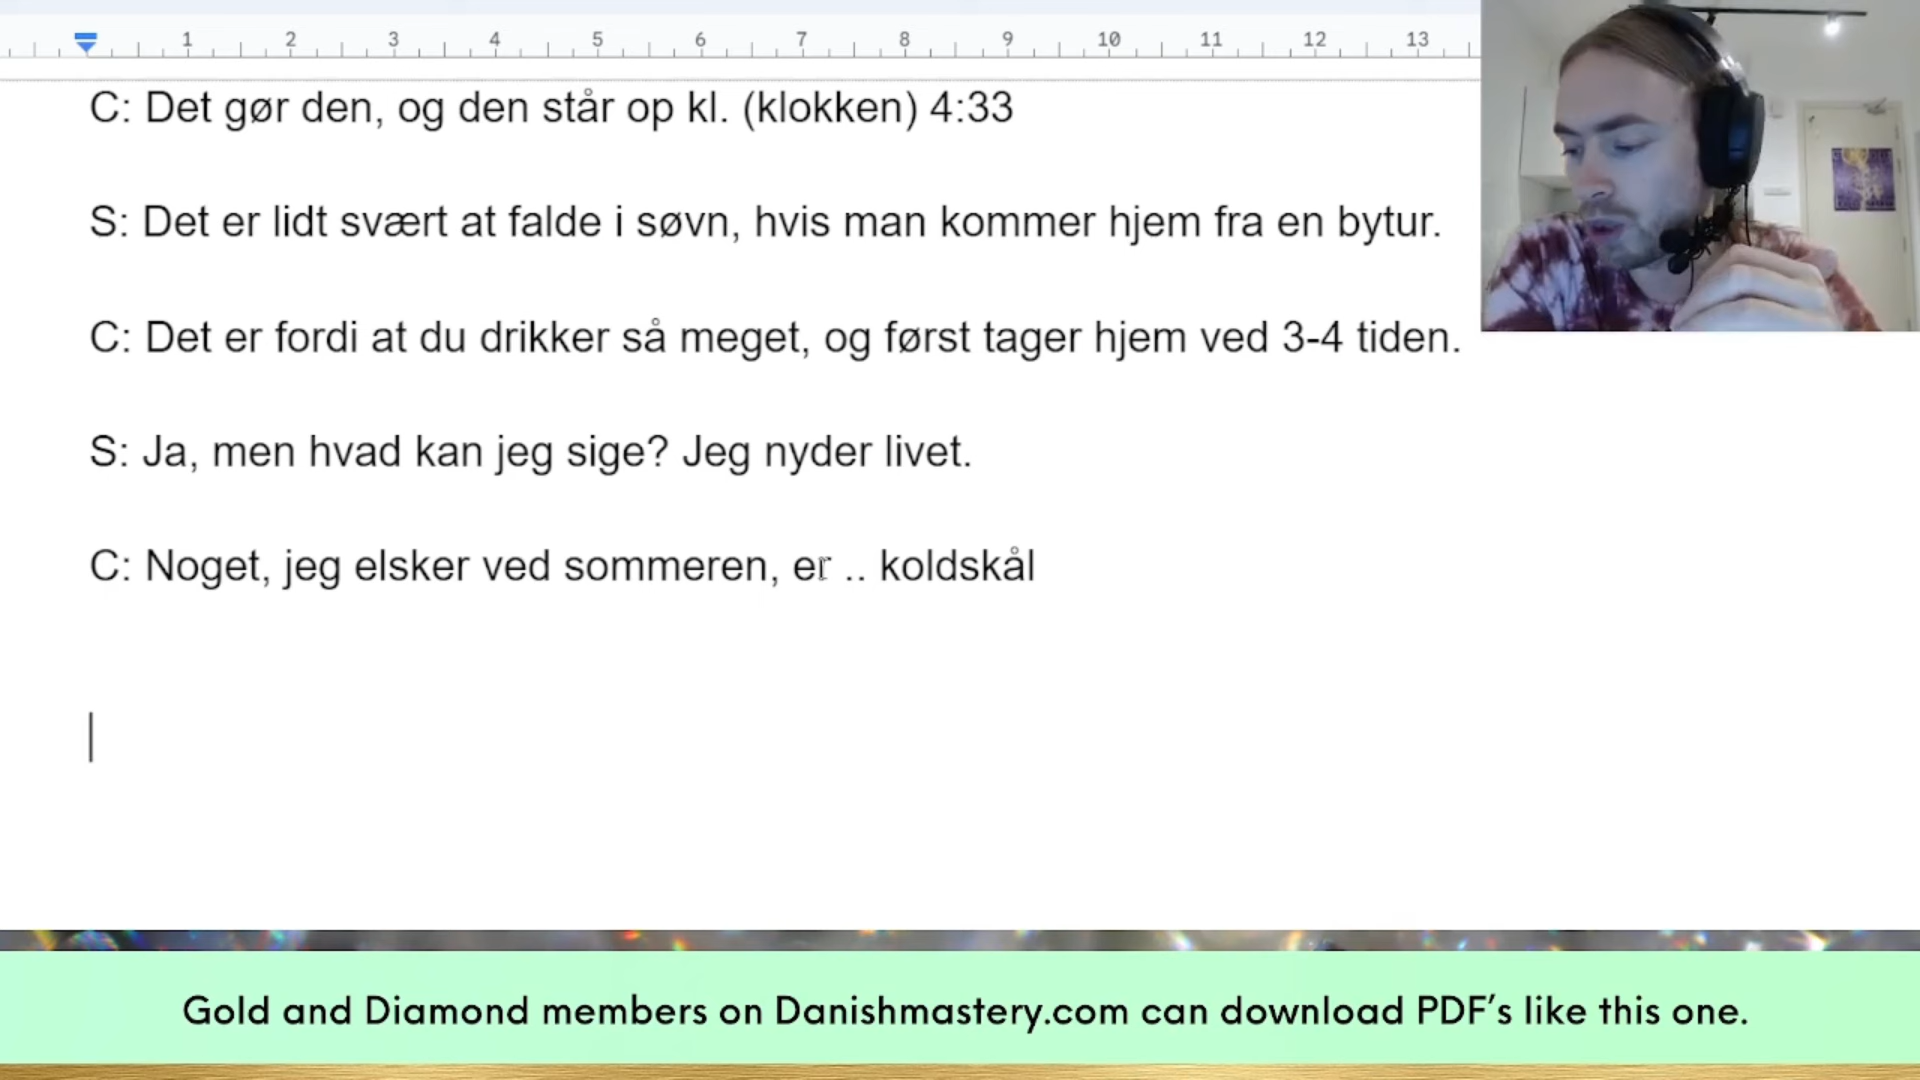 1 2 3 4 5 6 7 8 9 10 11 12 13
C: Det gør den, og den står op kl. (klokken) 4:33
S: Det er lidt svært at falde i søvn, hvis man kommer hjem fra en bytur.
C: Det er fordi at du drikker så meget, og først tager hjem ved 3-4 tiden.
S: Ja, men hvad kan jeg sige? Jeg nyder livet.
C: Noget, jeg elsker ved sommeren, er .. koldskål
Gold and Diamond members on Danishmastery.com can download PDF’s like this one.